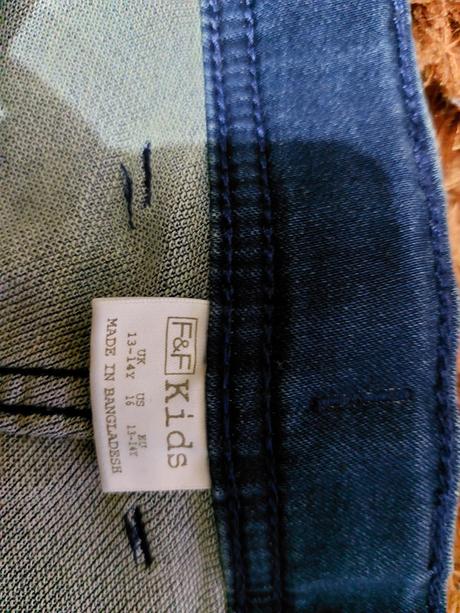 F&F Kids
UK US EU
13-14Y 16 13-14Y
MADE IN BANGLADESH